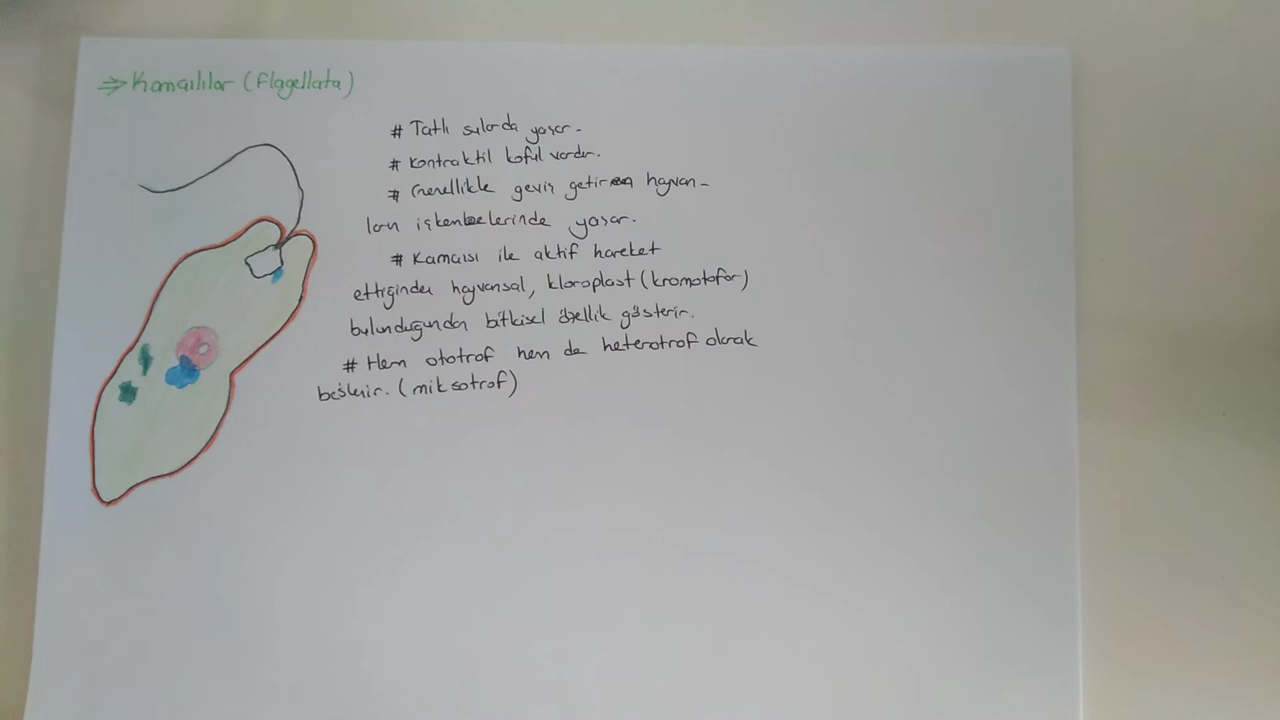 ⇒ Kamçılılar (Flagellata)
# Tatlı sularda yaşar.
# Kontraktil koful vardır.
# Genellikle geviş getiren hayvan-
ların işkembelerinde yaşar.
# Kamçısı ile aktif hareket
ettiğinden hayvansal, kloroplast (kromotofor)
bulunduğundan bitkisel özellik gösterir.
# Hem ototrof hem de heterotrof olarak
beslenir. (miksotrof)